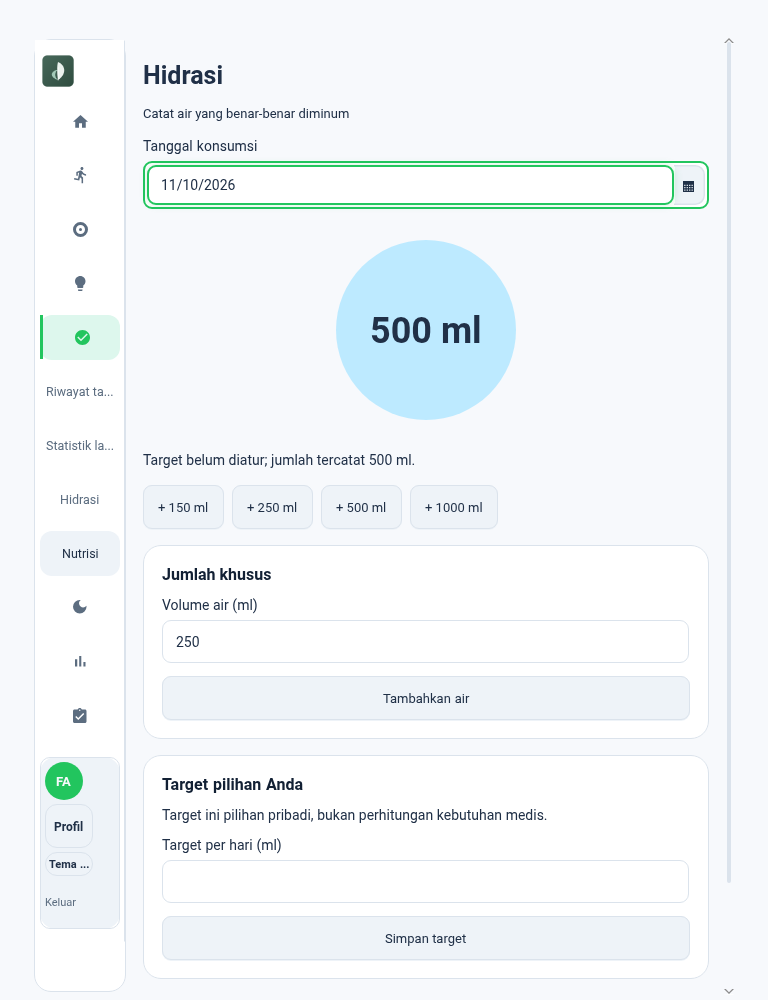 Riwayat ta...
Statistik la...
Hidrasi
Nutrisi
FA
Profil
Tema ...
Keluar
Hidrasi
Catat air yang benar-benar diminum
Tanggal konsumsi
11/10/2026
500 ml
Target belum diatur; jumlah tercatat 500 ml.
+ 150 ml
+ 250 ml
+ 500 ml
+ 1000 ml
Jumlah khusus
Volume air (ml)
250
Tambahkan air
Target pilihan Anda
Target ini pilihan pribadi, bukan perhitungan kebutuhan medis.
Target per hari (ml)
Simpan target